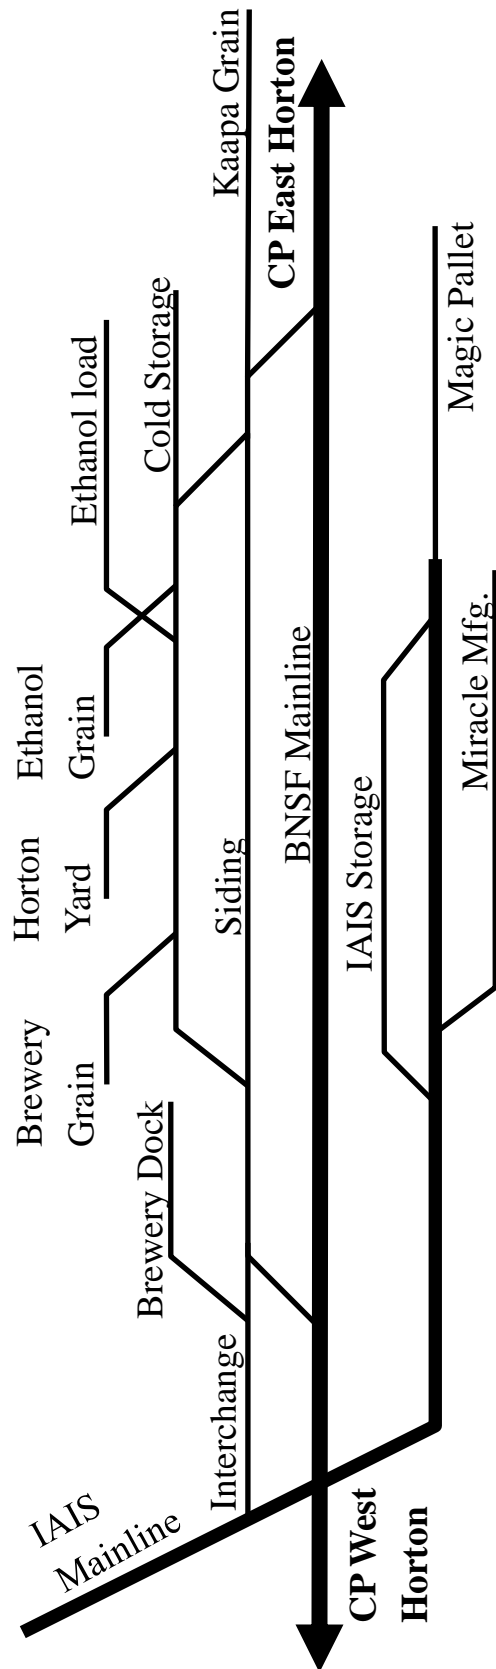 Kaapa Grain
CP East Horton
Ethanol load
Cold Storage
Magic Pallet
Ethanol
Grain
Miracle Mfg.
BNSF Mainline
Horton
Yard
Siding
IAIS Storage
Brewery
Grain
Brewery Dock
Interchange
IAIS
Mainline
CP West
Horton